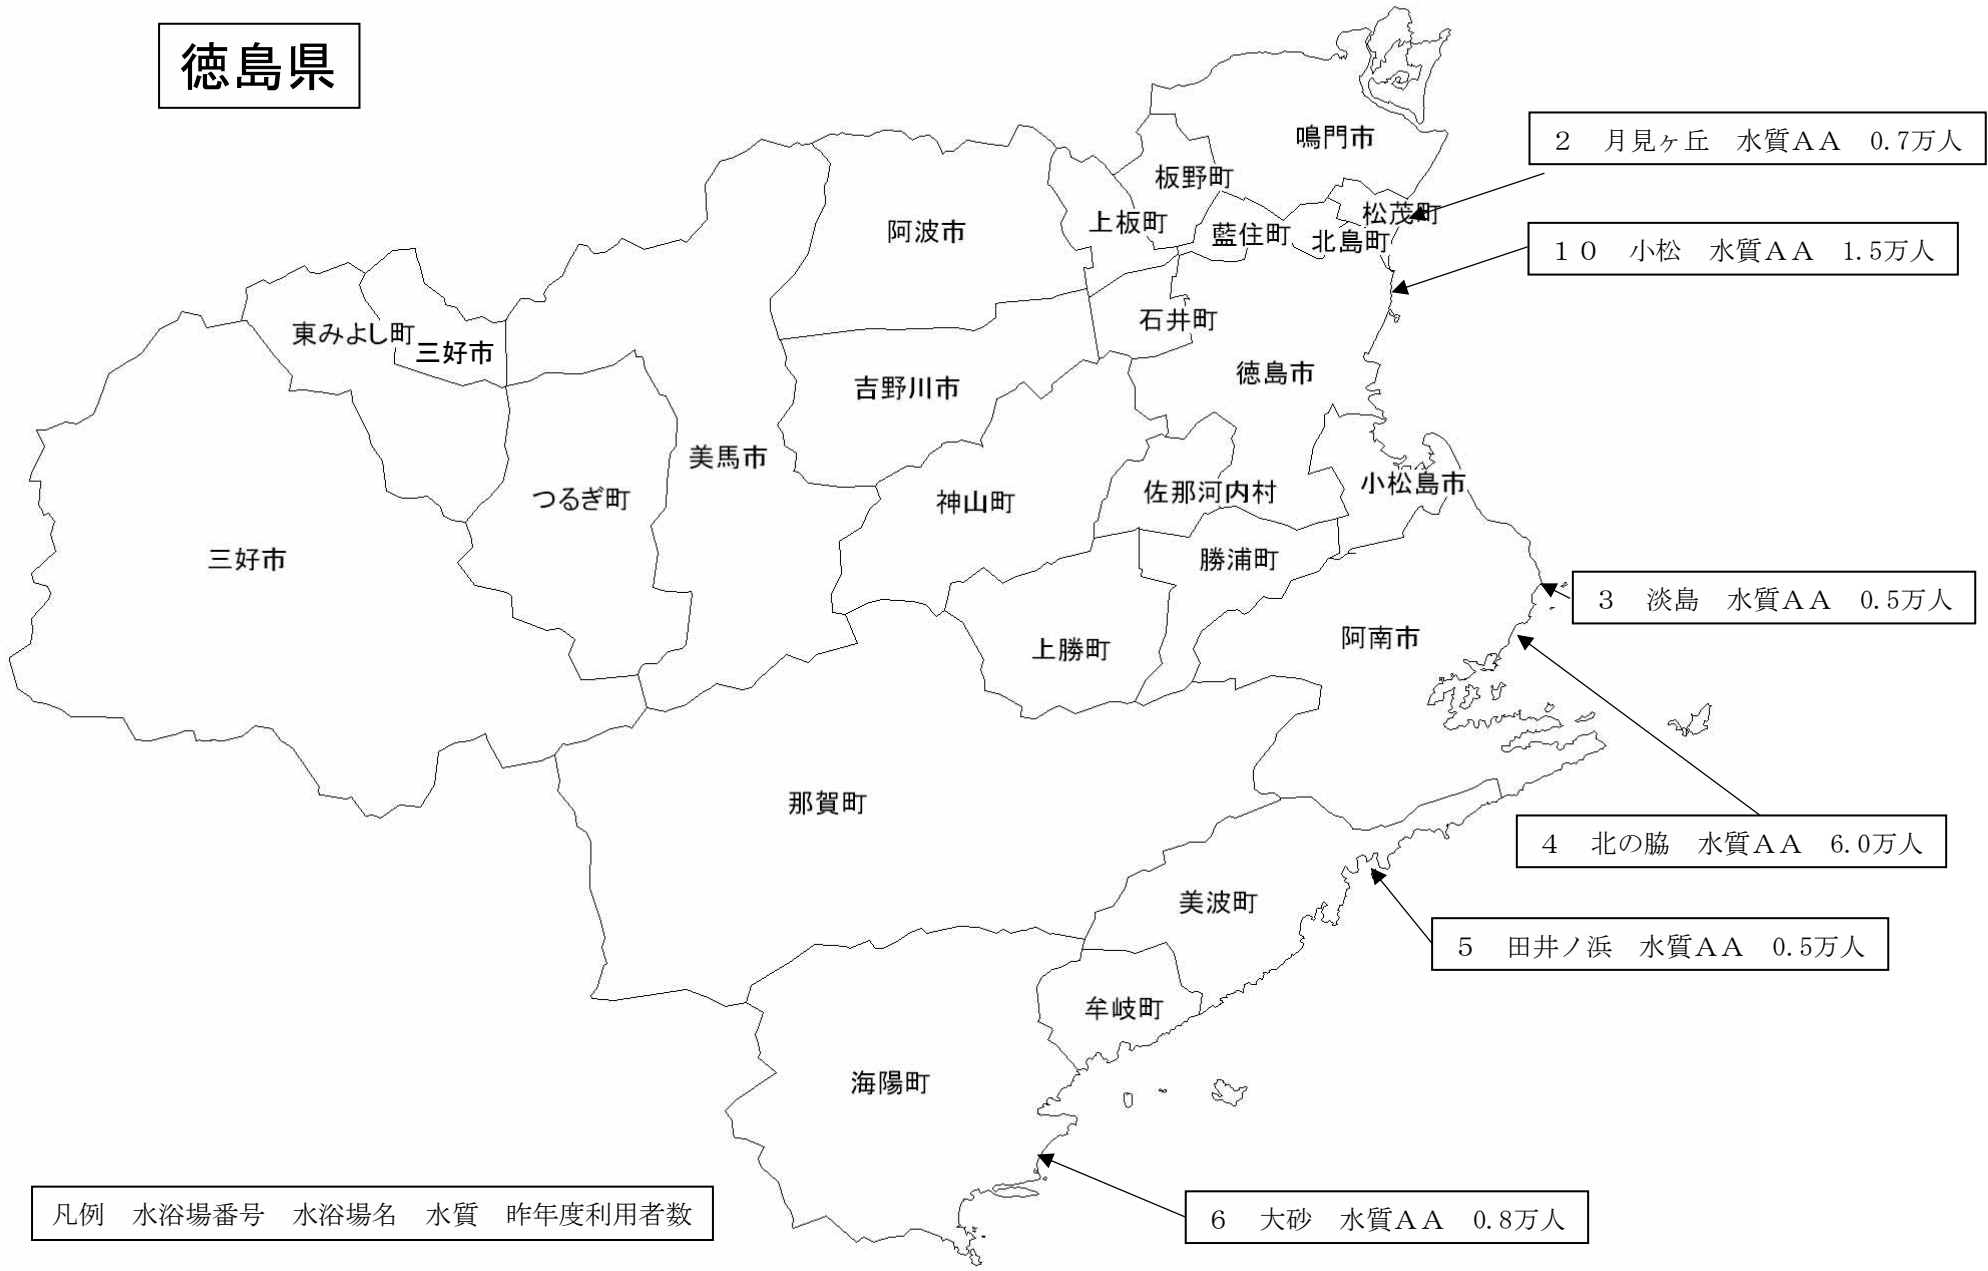 徳島県
鳴門市
２　月見ヶ丘　水質ＡＡ　0.7万人
板野町
松茂町
上板町
阿波市
藍住町
北島町
１０　小松　水質ＡＡ　1.5万人
石井町
東みよし町
三好市
徳島市
吉野川市
美馬市
小松島市
つるぎ町
神山町
佐那河内村
三好市
勝浦町
３　淡島　水質ＡＡ　0.5万人
阿南市
上勝町
那賀町
４　北の脇　水質ＡＡ　6.0万人
美波町
５　田井ノ浜　水質ＡＡ　0.5万人
牟岐町
海陽町
凡例　水浴場番号　水浴場名　水質　昨年度利用者数
６　大砂　水質ＡＡ　0.8万人